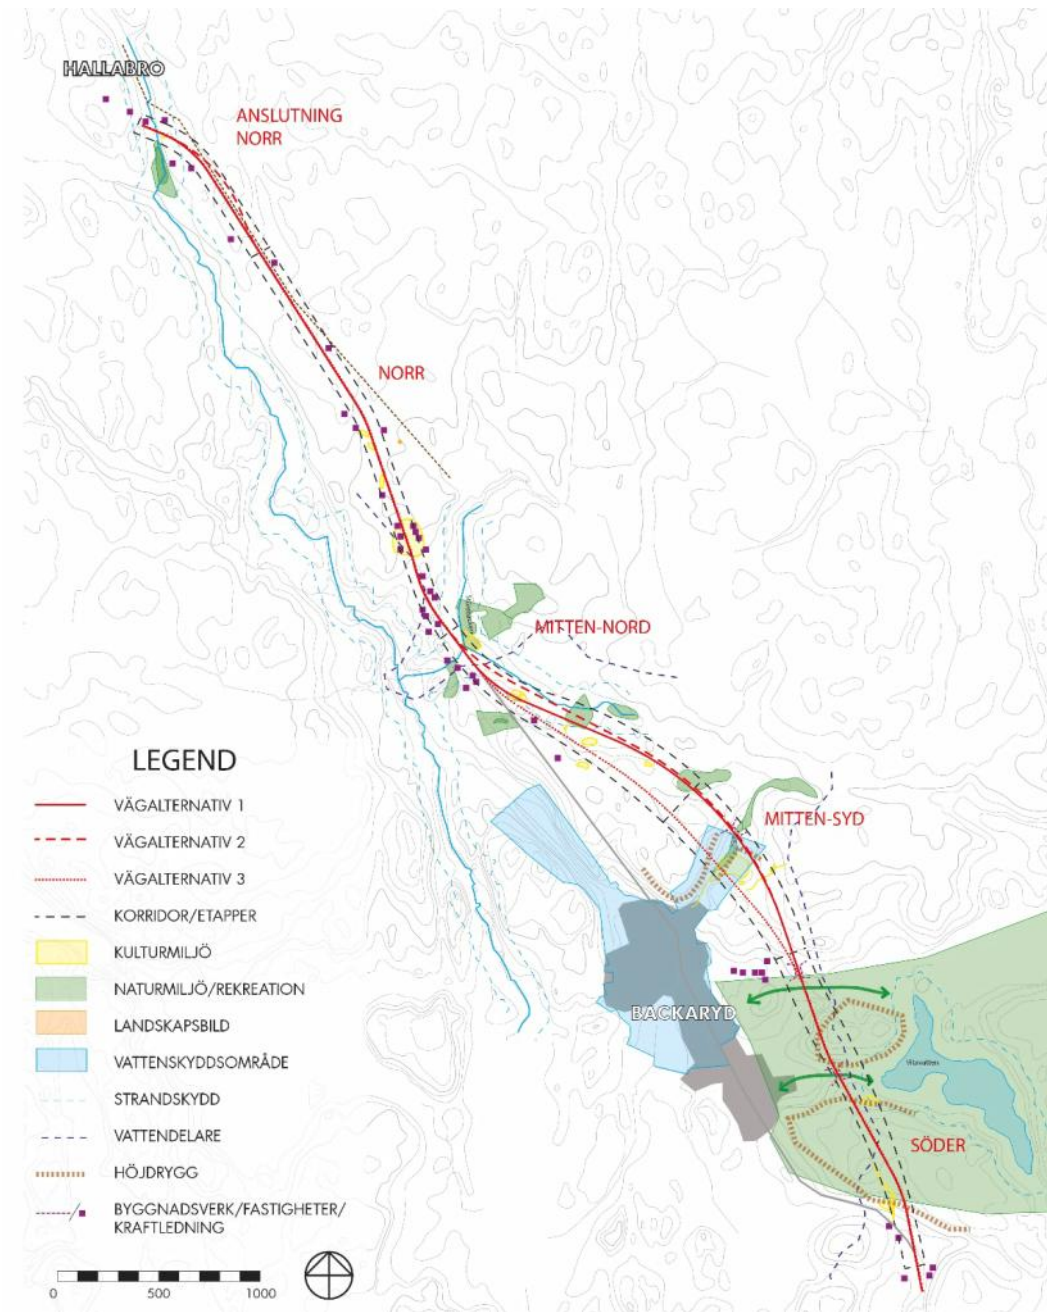 HALLABRO
ANSLUTNING
NORR
NORR
MITTEN-NORD
MITTEN-SYD
BACKARYD
Vitavatten
SÖDER
LEGEND
VÄGALTERNATIV 1
VÄGALTERNATIV 2
VÄGALTERNATIV 3
KORRIDOR/ETAPPER
KULTURMILJÖ
NATURMILJÖ/REKREATION
LANDSKAPSBILD
VATTENSKYDDSOMRÅDE
STRANDSKYDD
VATTENDELARE
HÖJDRYGG
BYGGNADSVERK/FASTIGHETER/
KRAFTLEDNING
0 500 1000